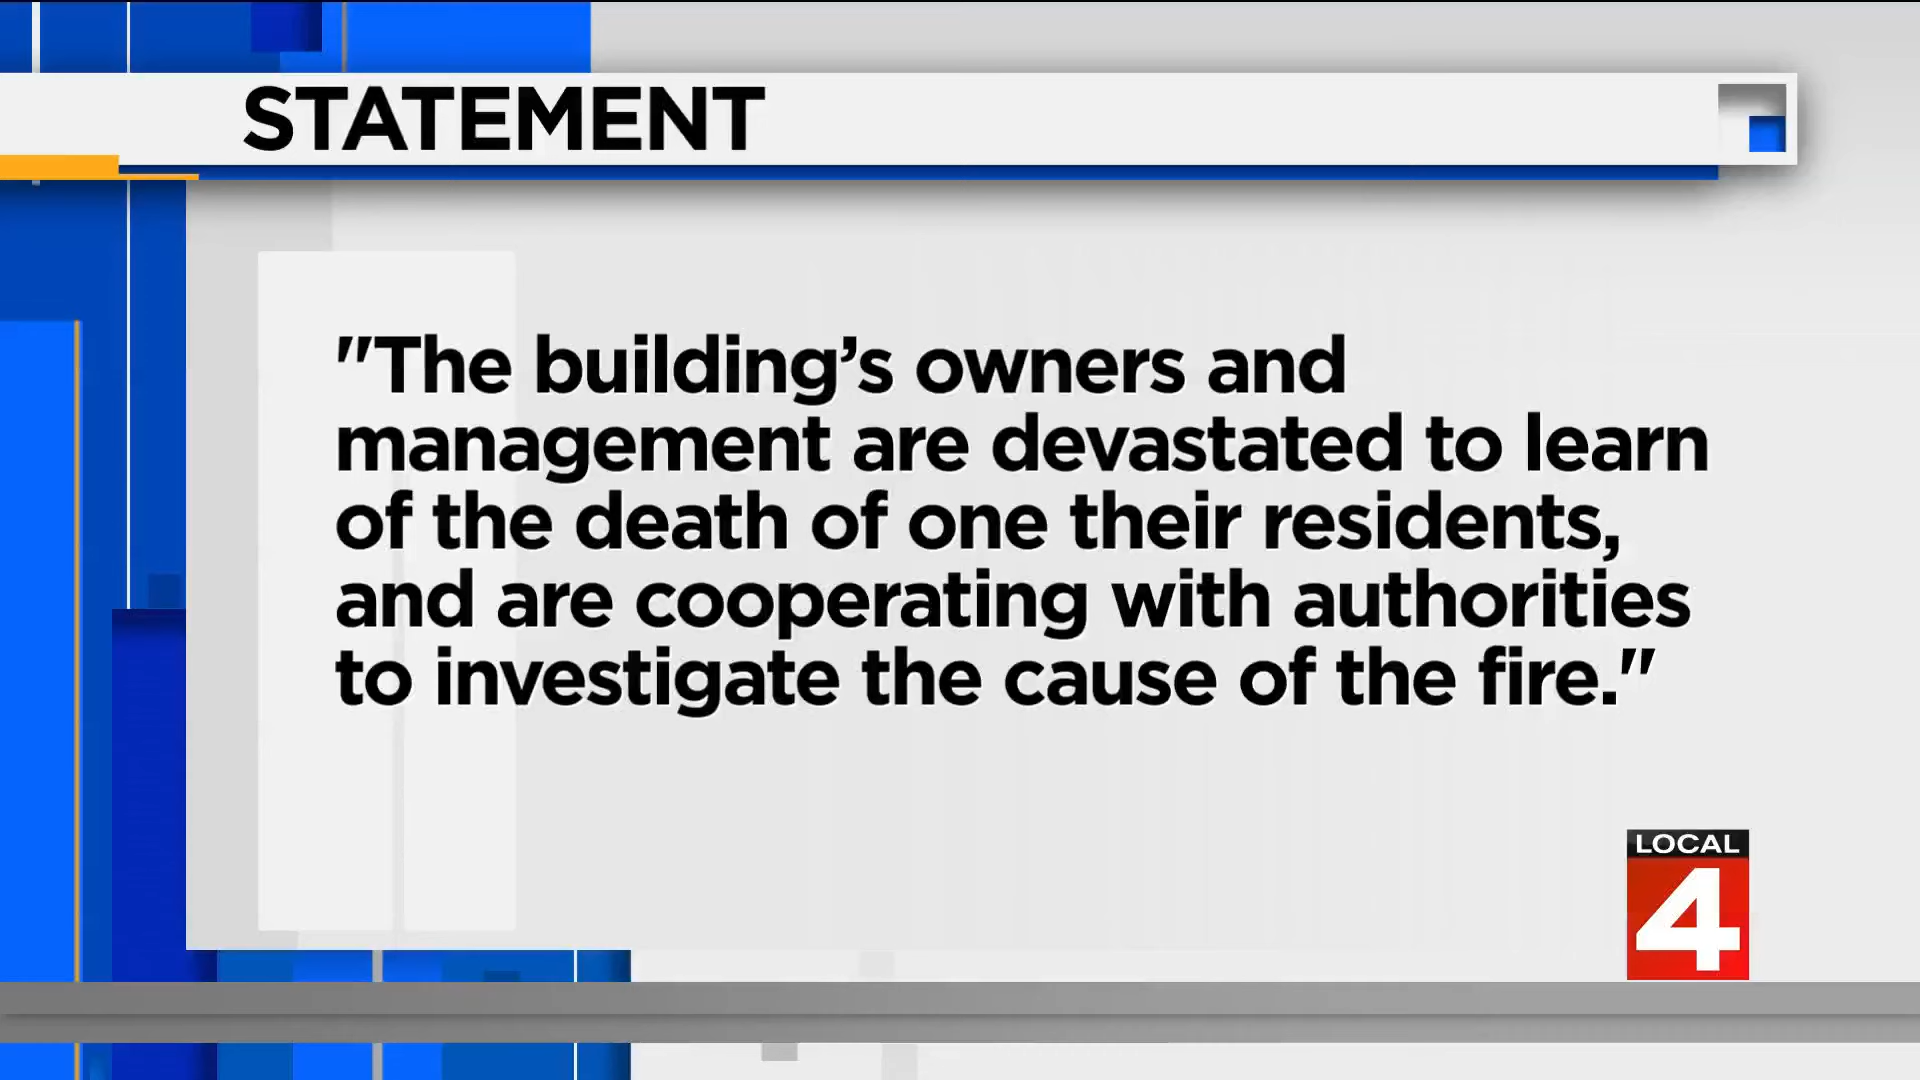 STATEMENT
"The building’s owners and
management are devastated to learn
of the death of one their residents,
and are cooperating with authorities
to investigate the cause of the fire."
LOCAL
4